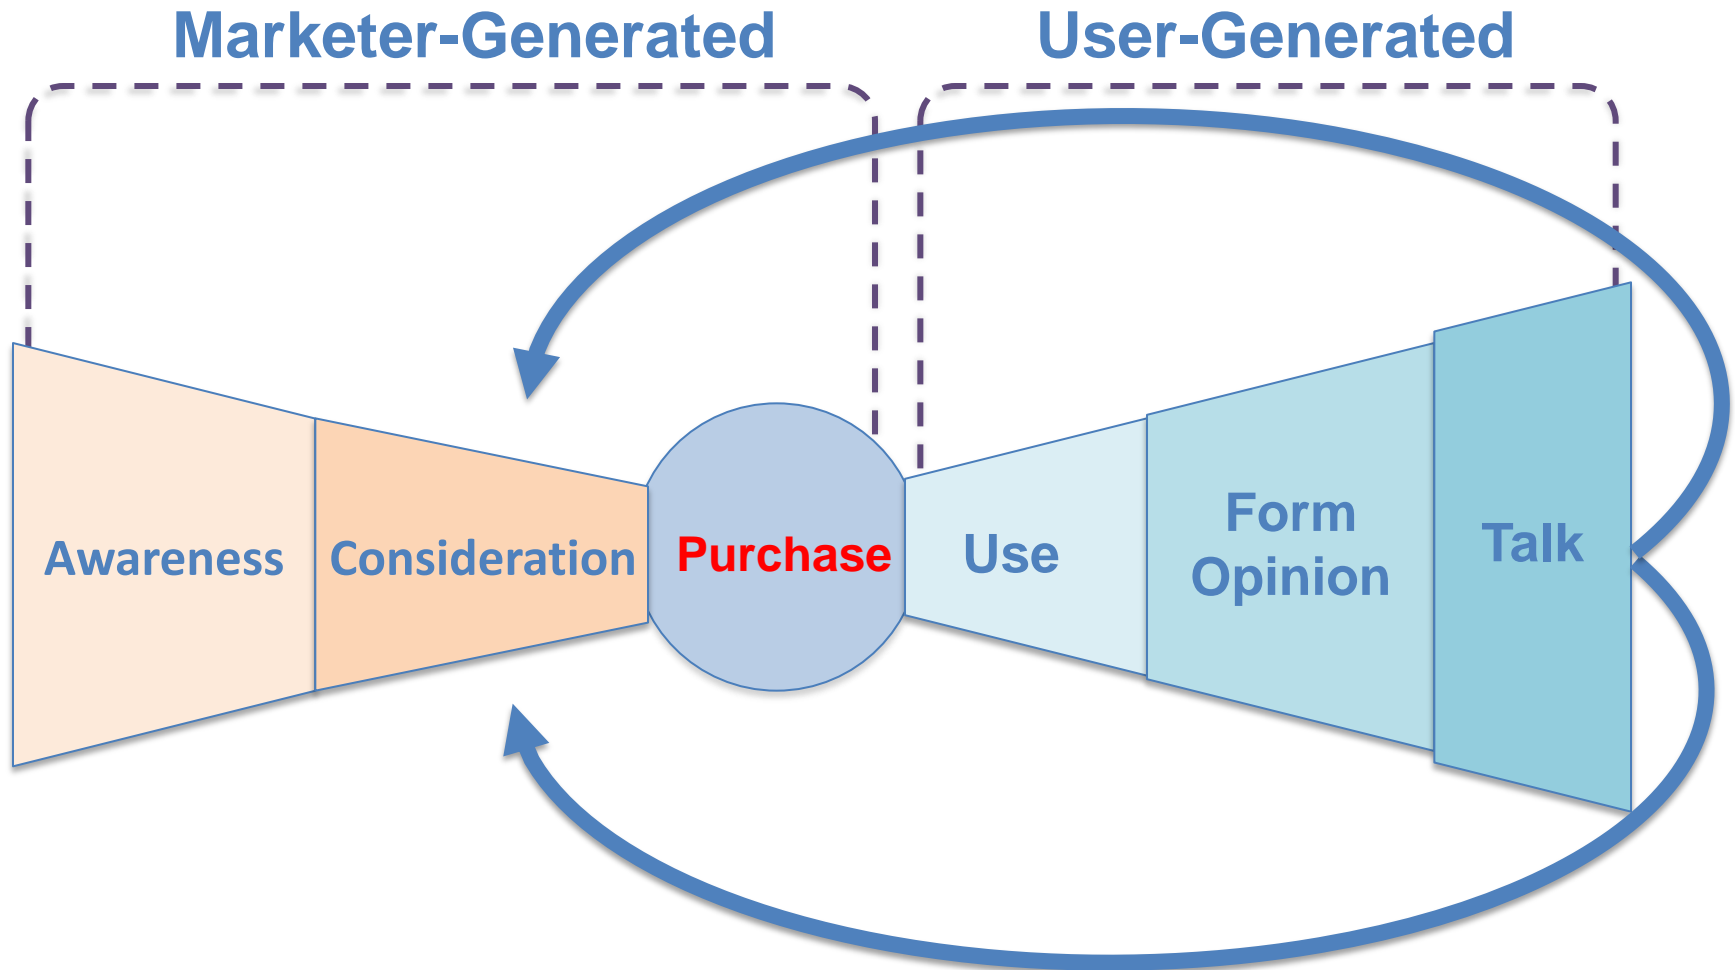 Marketer-Generated
User-Generated
Awareness
Consideration
Purchase
Use
Form
Opinion
Talk